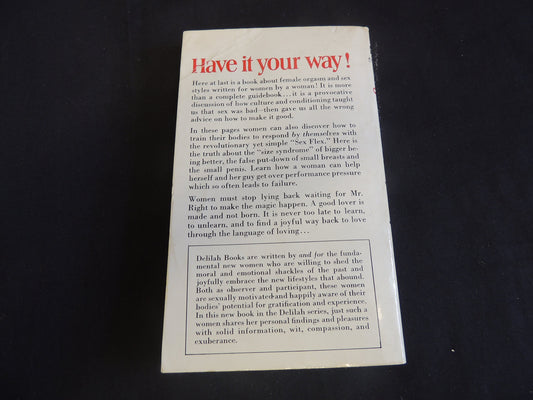 Have it your way!
Here at last is a book about female orgasm and sex
styles written for women by a woman! It is more
than a complete guidebook...it is a provocative
discussion of how culture and conditioning taught
us that sex was bad—then gave us all the wrong
advice on how to make it good.
In these pages women can also discover how to
train their bodies to respond by themselves with
the revolutionary yet simple "Sex Flex." Here is
the truth about the "size syndrome" of bigger be-
ing better, the false put-down of small breasts and
the small penis. Learn how a woman can help
herself and her guy get over performance pressure
which so often leads to failure.
Women must stop lying back waiting for Mr.
Right to make the magic happen. A good lover is
made and not born. It is never too late to learn,
to unlearn, and to find a joyful way back to love
through the language of loving...
Delilah Books are written by and for the funda-
mental new women who are willing to shed the
moral and emotional shackles of the past and
joyfully embrace the new lifestyles that abound.
Both as observer and participant, these women
are sexually motivated and happily aware of their
bodies' potential for gratification and experience.
In this new book in the Delilah series, just such a
women shares her personal findings and pleasures
with solid information, wit, compassion, and
exuberance.